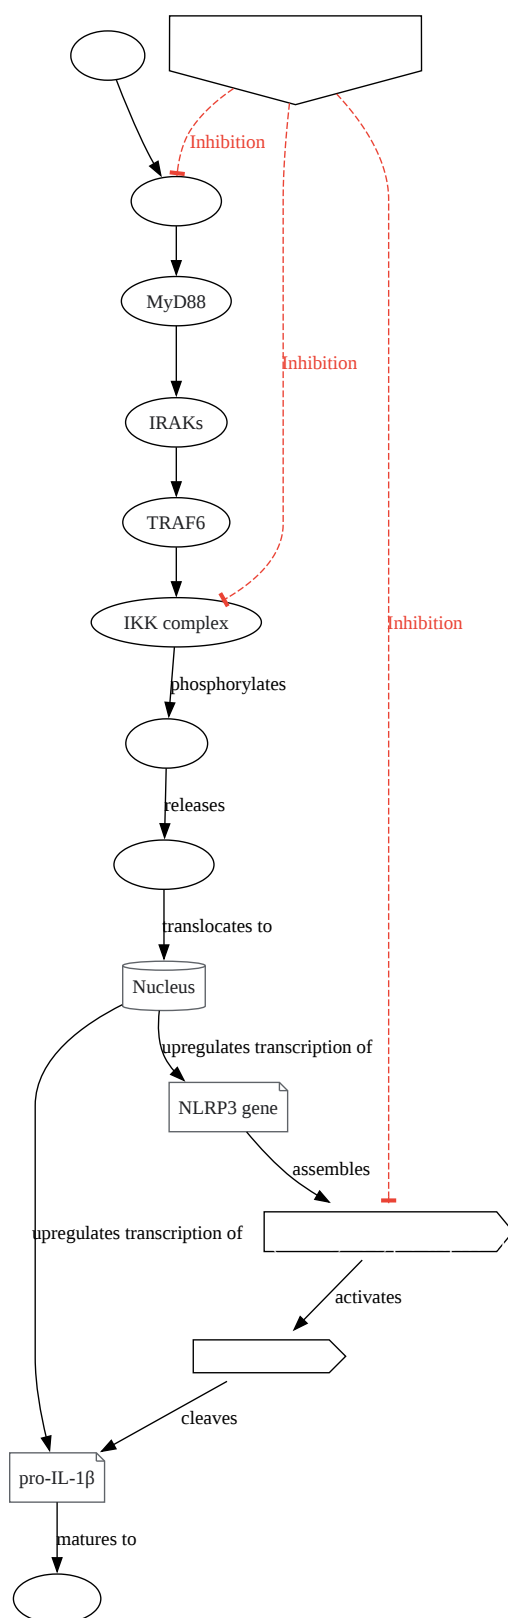 Inhibition
MyD88
Inhibition
IRAKs
TRAF6
IKK complex
Inhibition
phosphorylates
releases
translocates to
Nucleus
upregulates transcription of
NLRP3 gene
assembles
upregulates transcription of
activates
cleaves
pro-IL-1β
matures to